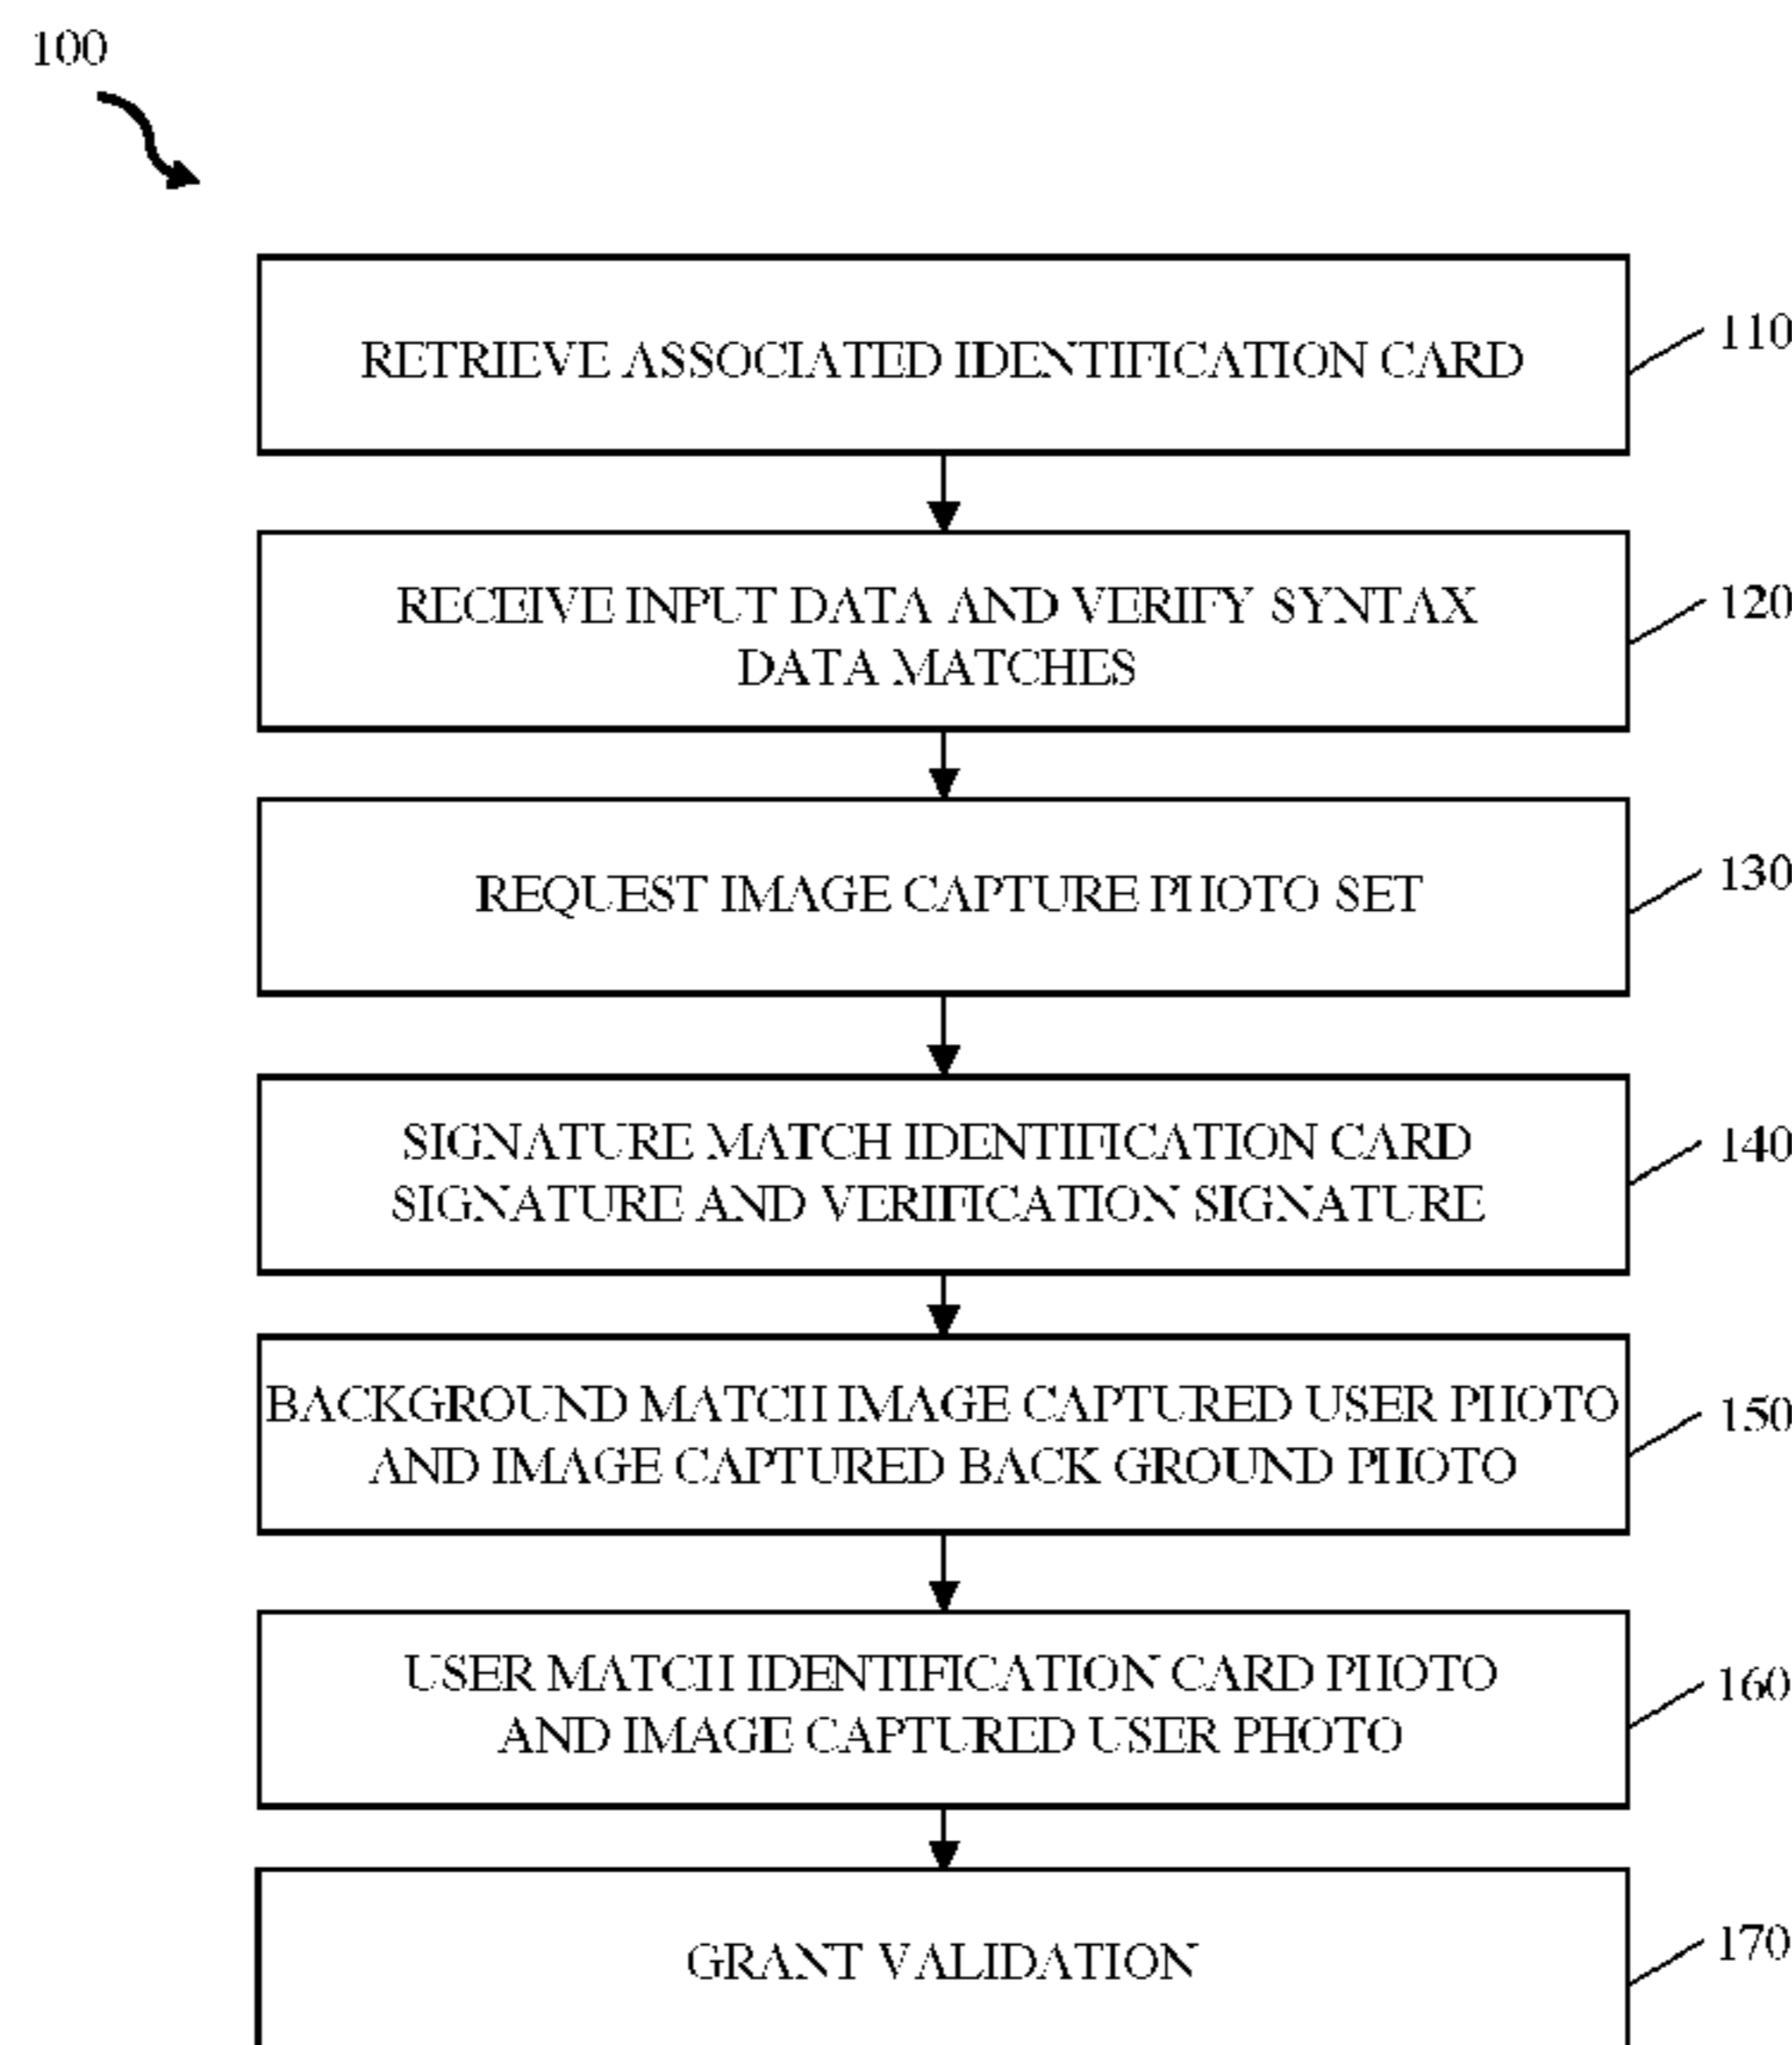 100
RETRIEVE ASSOCIATED IDENTIFICATION CARD
110
RECEIVE INPUT DATA AND VERIFY SYNTAX
DATA MATCHES
120
REQUEST IMAGE CAPTURE PHOTO SET
130
SIGNATURE MATCH IDENTIFICATION CARD
SIGNATURE AND VERIFICATION SIGNATURE
140
BACKGROUND MATCH IMAGE CAPTURED USER PHOTO
AND IMAGE CAPTURED BACK GROUND PHOTO
150
USER MATCH IDENTIFICATION CARD PHOTO
AND IMAGE CAPTURED USER PHOTO
160
GRANT VALIDATION
170